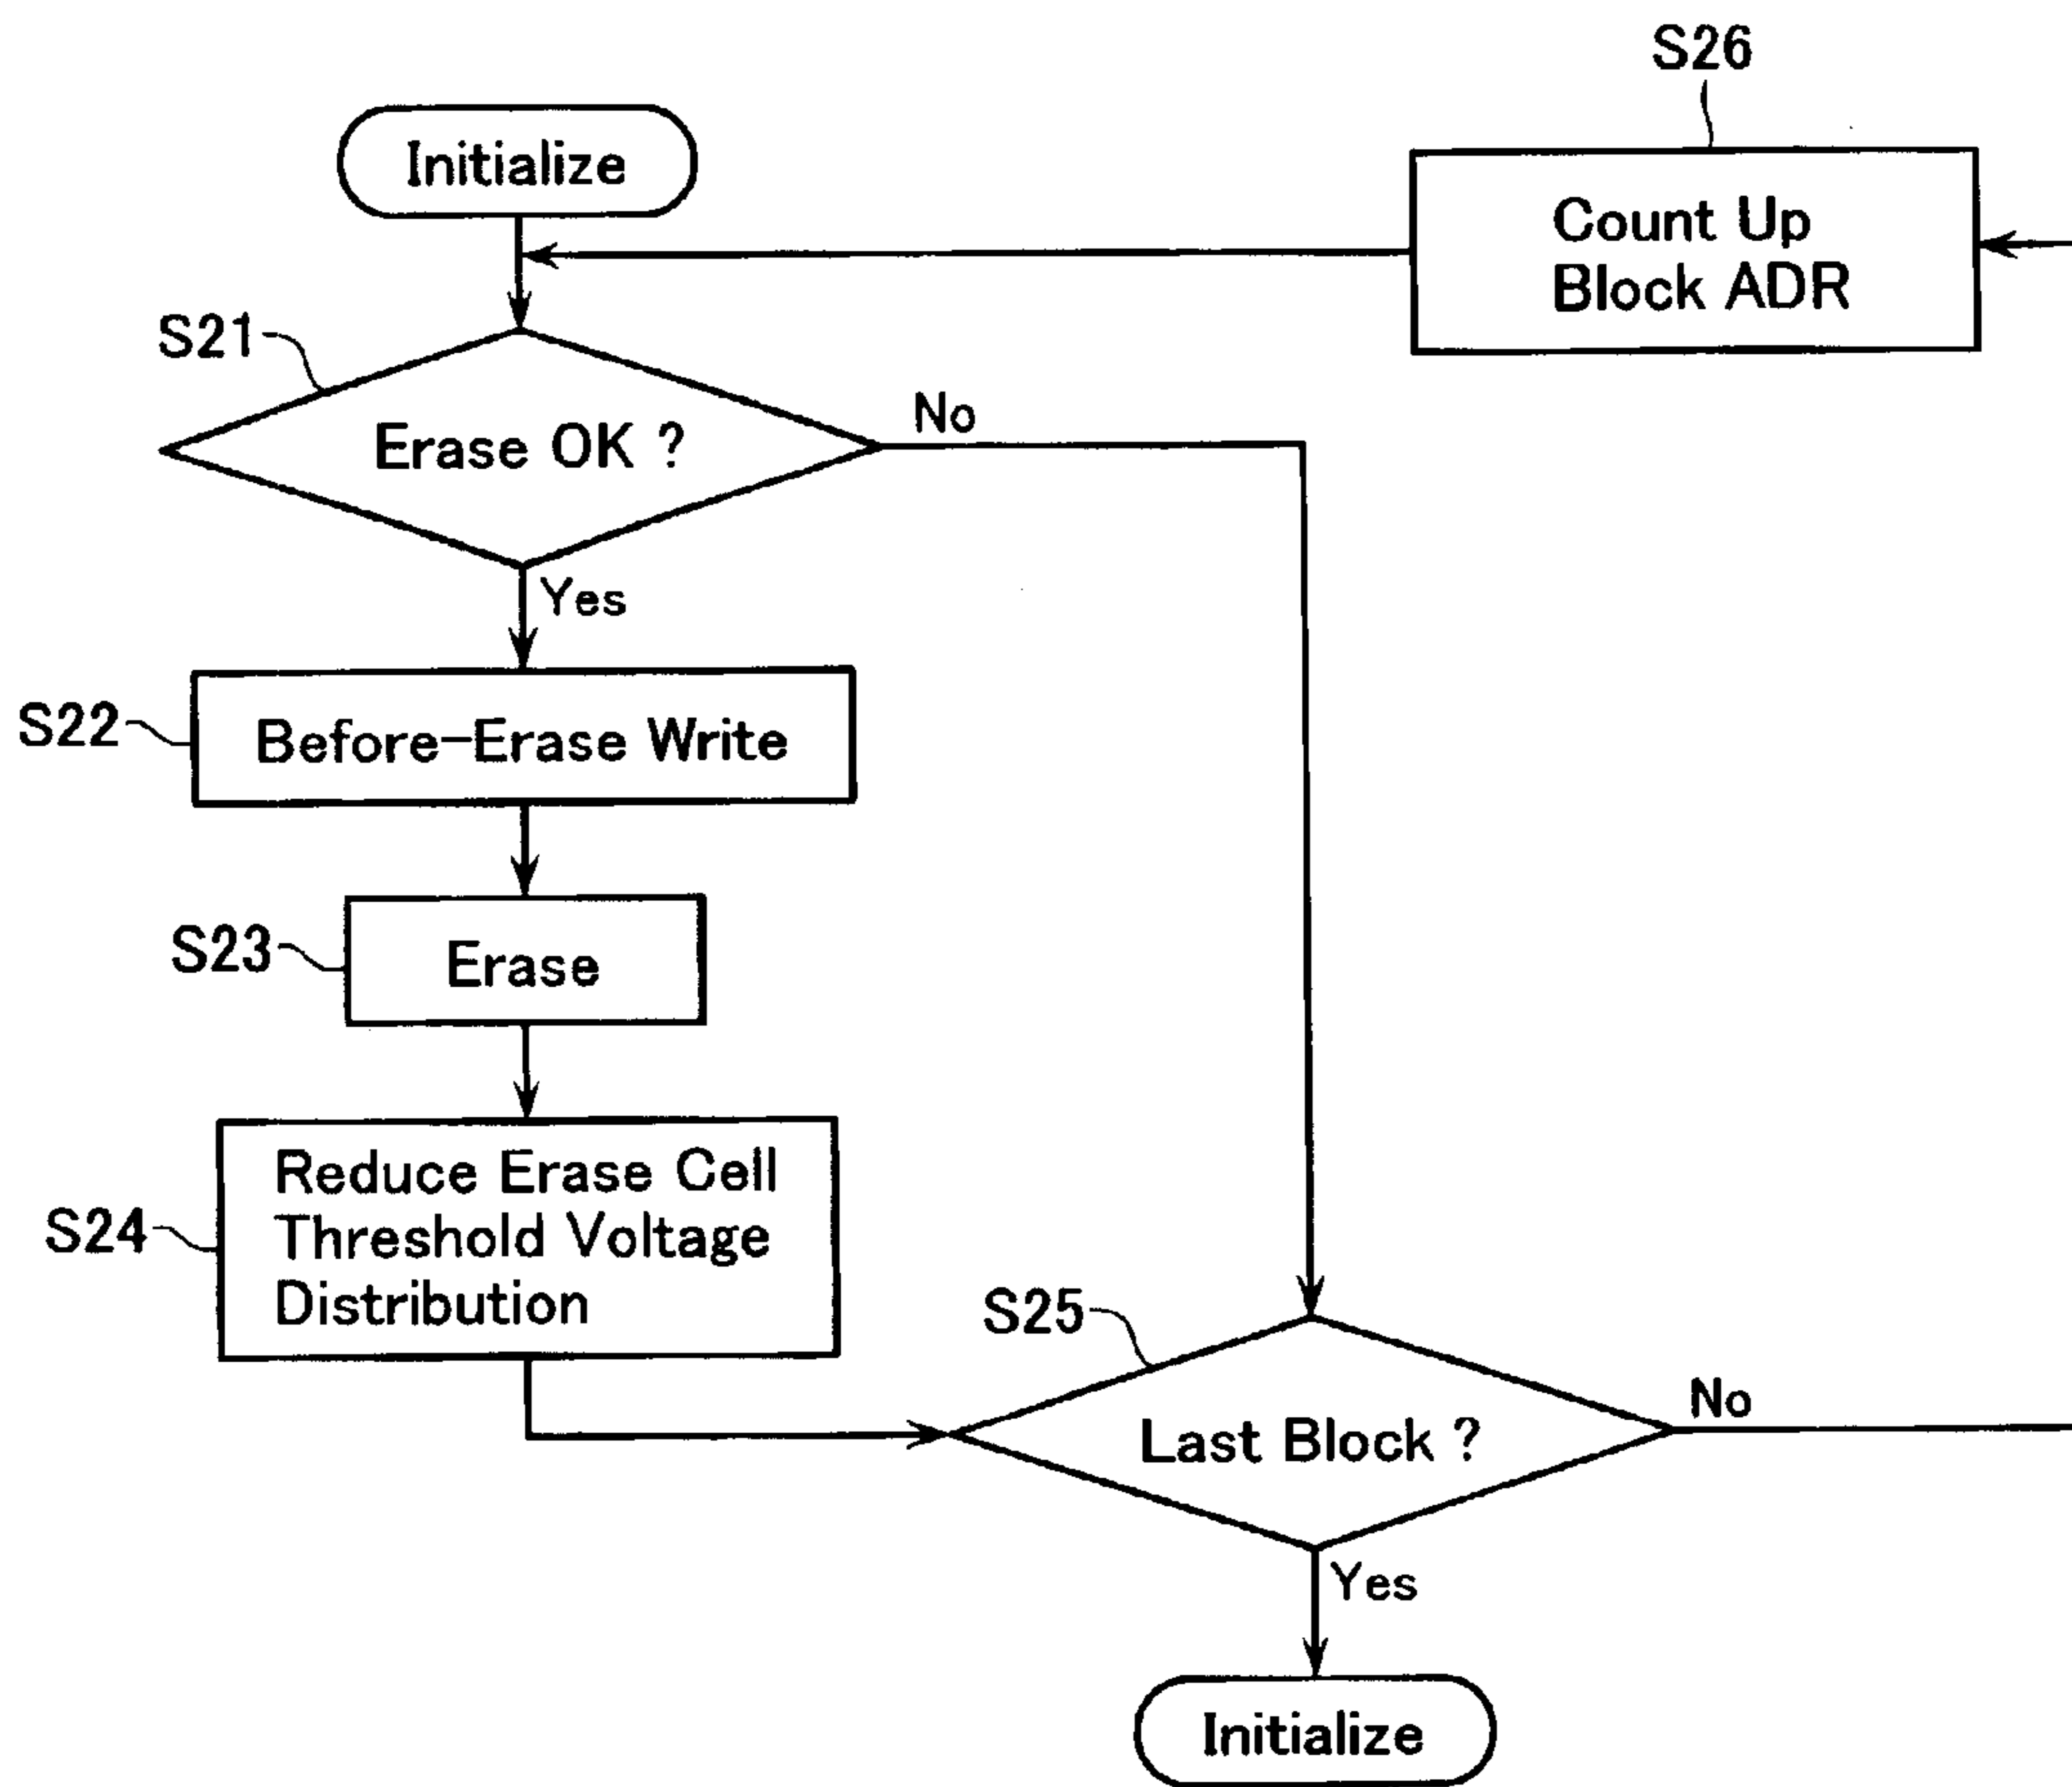 S26
Initialize
Count Up
Block ADR
S21
Erase OK ?
No
Yes
S22
Before-Erase Write
S23
Erase
S24
Reduce Erase Cell
Threshold Voltage
Distribution
S25
Last Block ?
No
Yes
Initialize